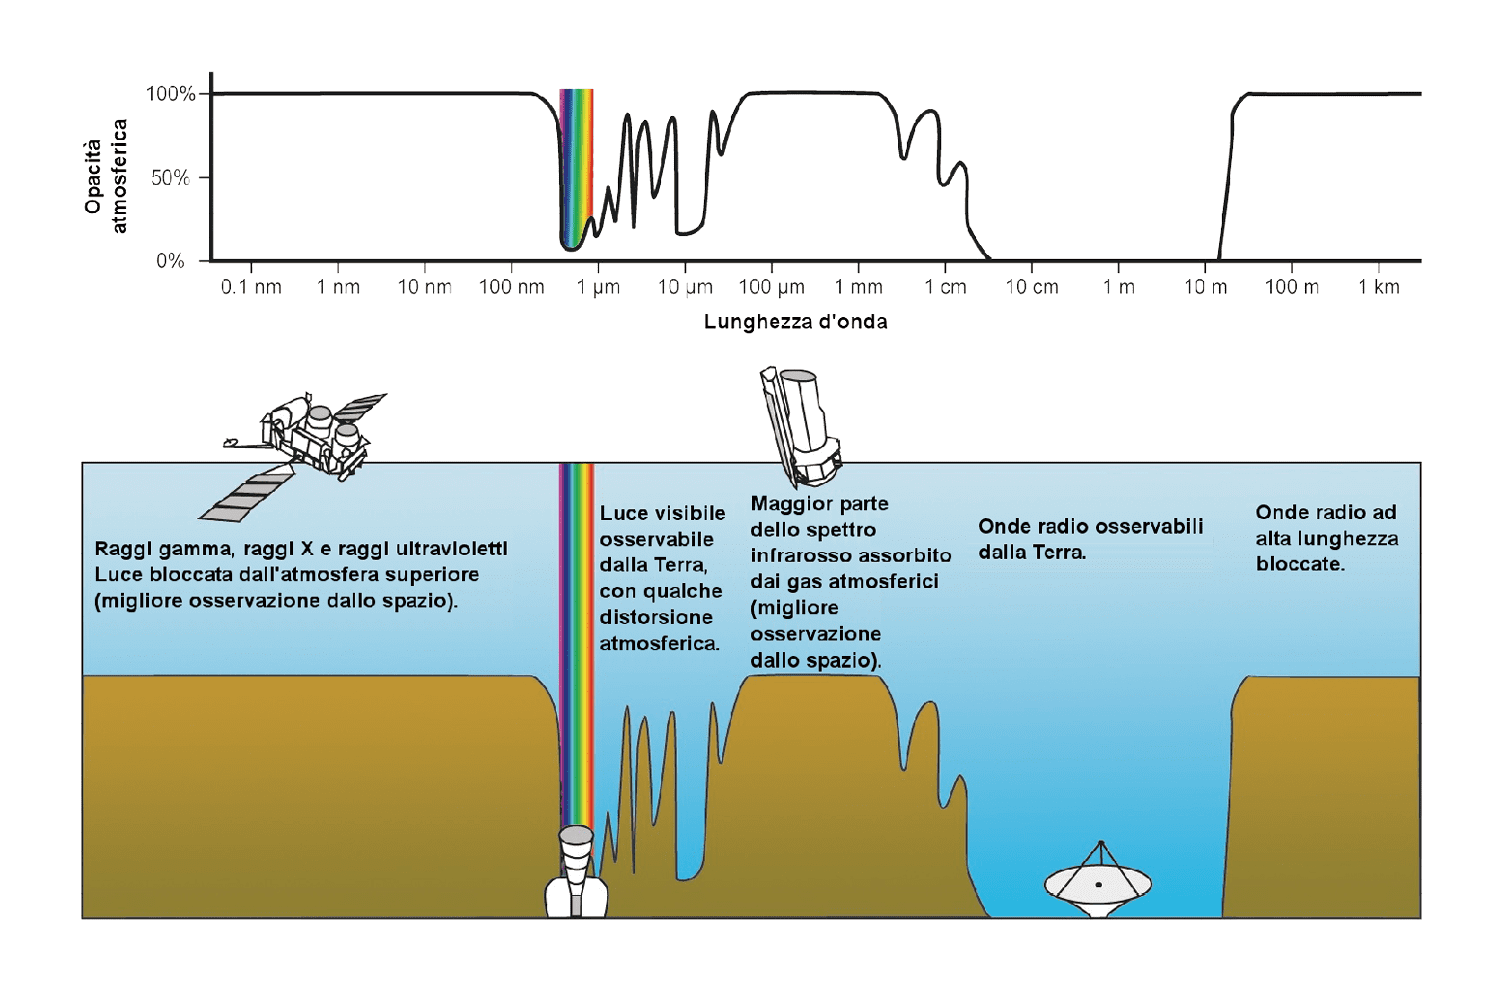 Opacità
atmosferica
100%
50%
0%
0.1 nm
1 nm
10 nm
100 nm
1 µm
10 µm
100 µm
1 mm
1 cm
10 cm
1 m
10 m
100 m
1 km
Lunghezza d'onda
Raggi gamma, raggi X e raggi ultravioletti
Luce bloccata dall'atmosfera superiore
(migliore osservazione dallo spazio).
Luce visibile
osservabile
dalla Terra,
con qualche
distorsione
atmosferica.
Maggior parte
dello spettro
infrarosso assorbito
dai gas atmosferici
(migliore
osservazione
dallo spazio).
Onde radio osservabili
dalla Terra.
Onde radio ad
alta lunghezza
bloccate.